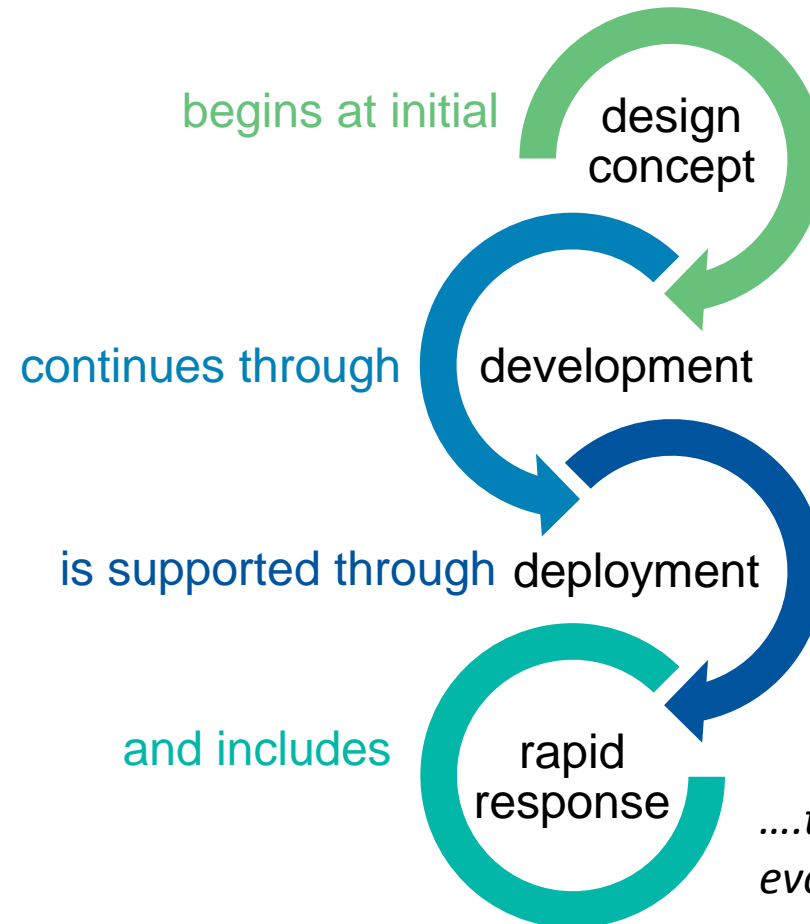 begins at initial
design
concept
continues through
development
is supported through
deployment
and includes
rapid
response